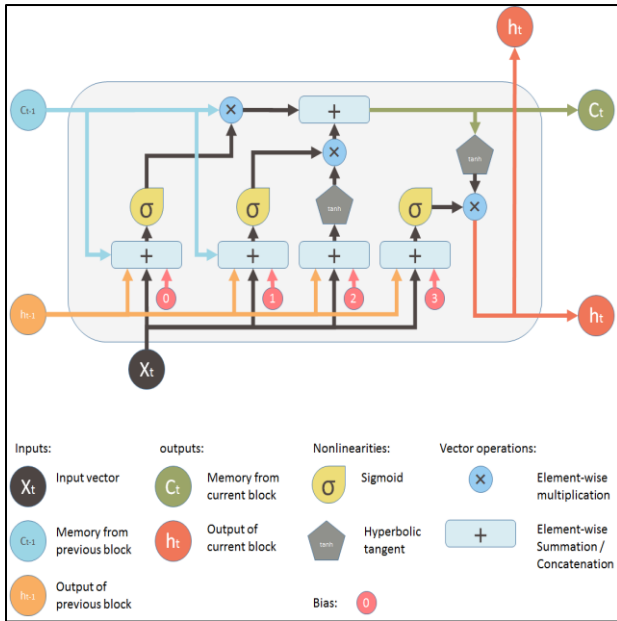 ht
Ct-1
×
+
Ct
tanh
×
σ
σ
tanh
σ
×
+
+
+
+
0
1
2
3
ht-1
ht
Xt
Inputs:
outputs:
Nonlinearities:
Vector operations:
Xt
Input vector
Ct
Memory from
current block
σ
Sigmoid
×
Element-wise
multiplication
Ct-1
Memory from
previous block
ht
Output of
current block
tanh
Hyperbolic
tangent
+
Element-wise
Summation /
Concatenation
ht-1
Output of
previous block
Bias:
0